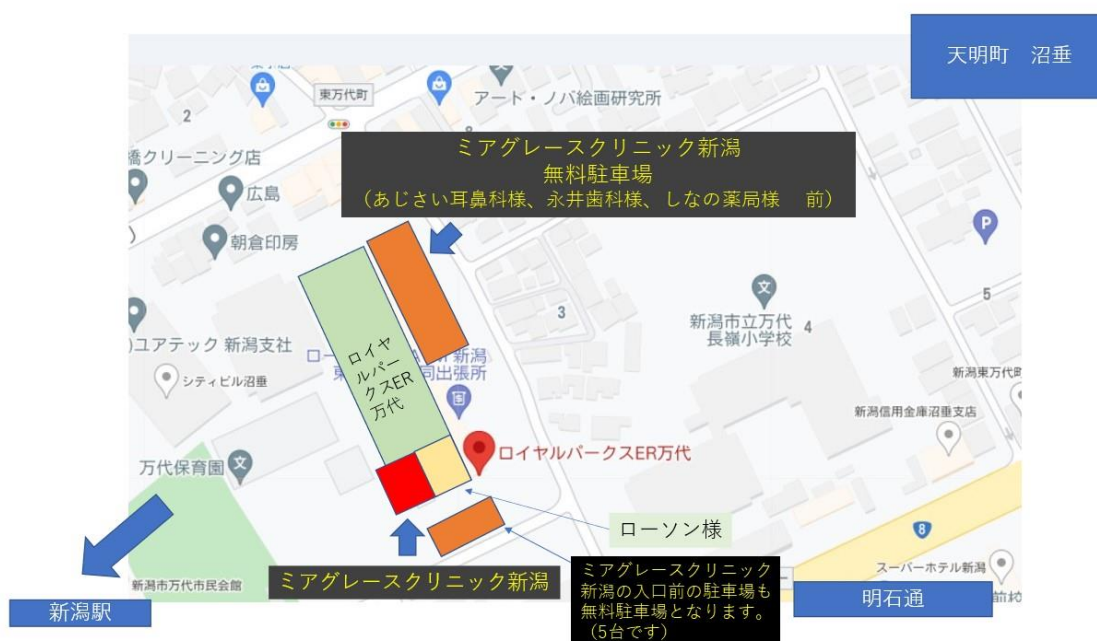 天明町　沼垂
東万代町
アート・ノバ絵画研究所
2
橋クリーニング店
広島
朝倉印房
ミアグレースクリニック新潟
無料駐車場
（あじさい耳鼻科様、永井歯科様、しなの薬局様　前）
P
5
3
新潟市立万代
長嶺小学校
4
)ユアテック 新潟支社
シティビル沼垂
ロイヤ
ルパー
クスER
万代
新潟
同出張所
新潟東万代町
新潟信用金庫沼垂支店
ロイヤルパークスER万代
万代保育園
ローソン様
8
スーパーホテル新潟
前校
新潟市万代市民会館
ミアグレースクリニック新潟
ミアグレースクリニック
新潟の入口前の駐車場も
無料駐車場となります。
（5台です）
新潟駅
明石通